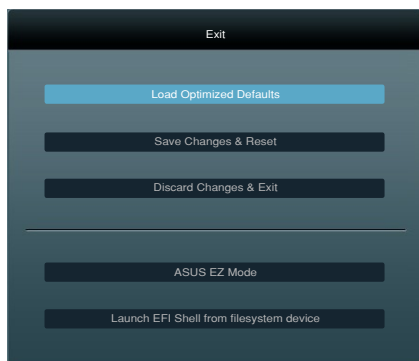 Exit
Load Optimized Defaults
Save Changes & Reset
Discard Changes & Exit
ASUS EZ Mode
Launch EFI Shell from filesystem device